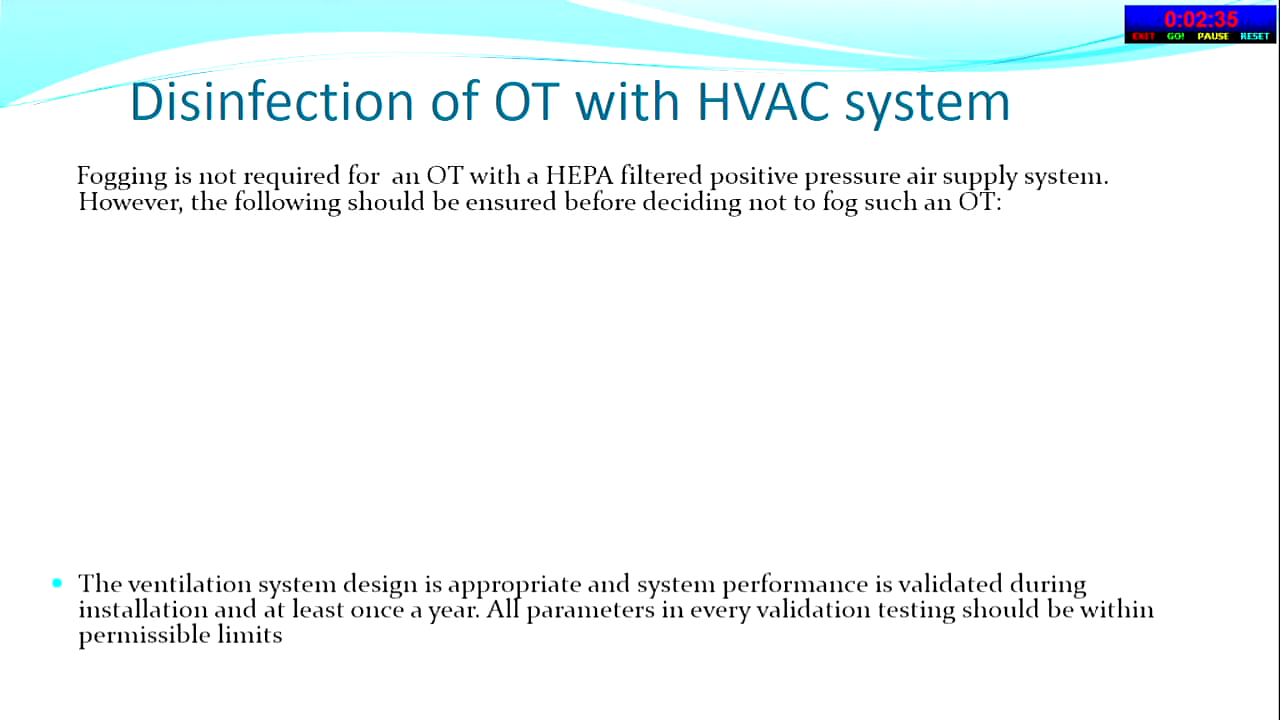 0:02:35
EXIT GO! PAUSE RESET
Disinfection of OT with HVAC system
Fogging is not required for an OT with a HEPA filtered positive pressure air supply system.
However, the following should be ensured before deciding not to fog such an OT:
• The ventilation system design is appropriate and system performance is validated during
installation and at least once a year. All parameters in every validation testing should be within
permissible limits